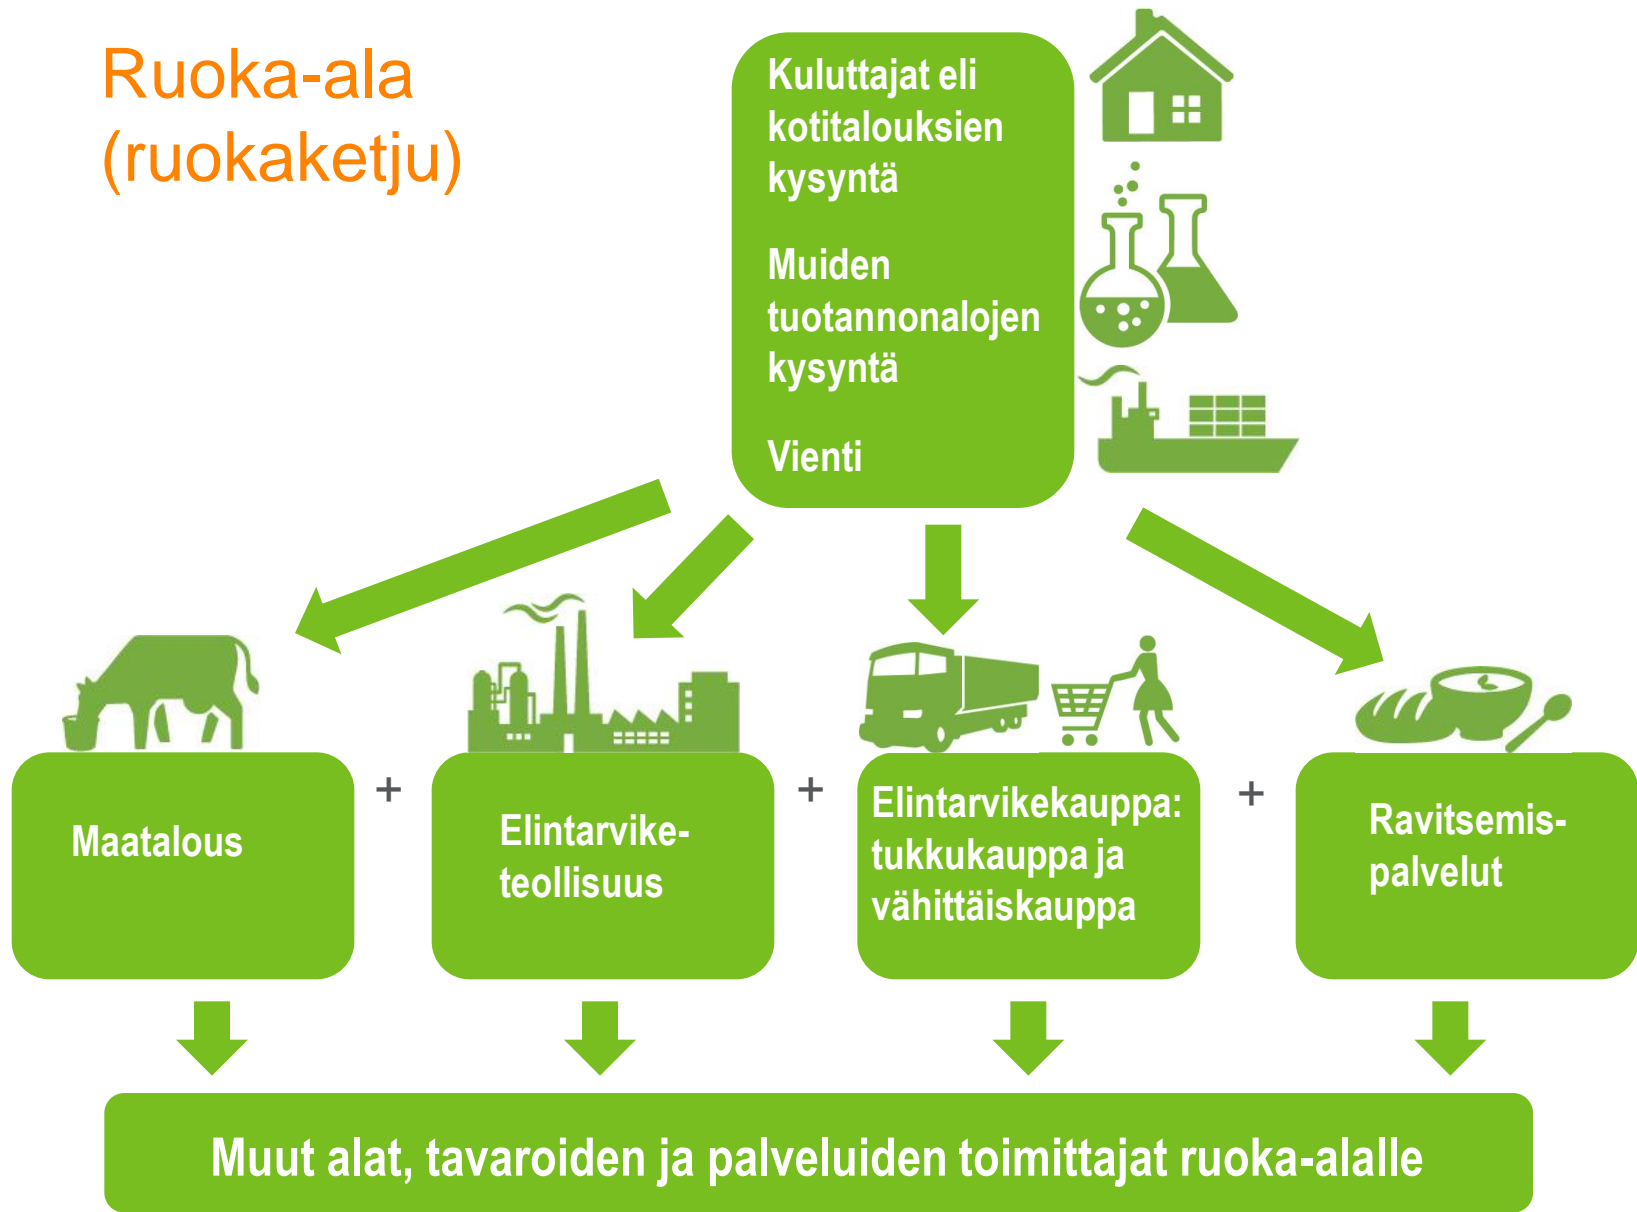 Ruoka-ala
(ruokaketju)
Kuluttajat eli
kotitalouksien
kysyntä
Muiden
tuotannonalojen
kysyntä
Vienti
Maatalous
+
Elintarvike-
teollisuus
+
Elintarvikekauppa:
tukkukauppa ja
vähittäiskauppa
+
Ravitsemis-
palvelut
Muut alat, tavaroiden ja palveluiden toimittajat ruoka-alalle